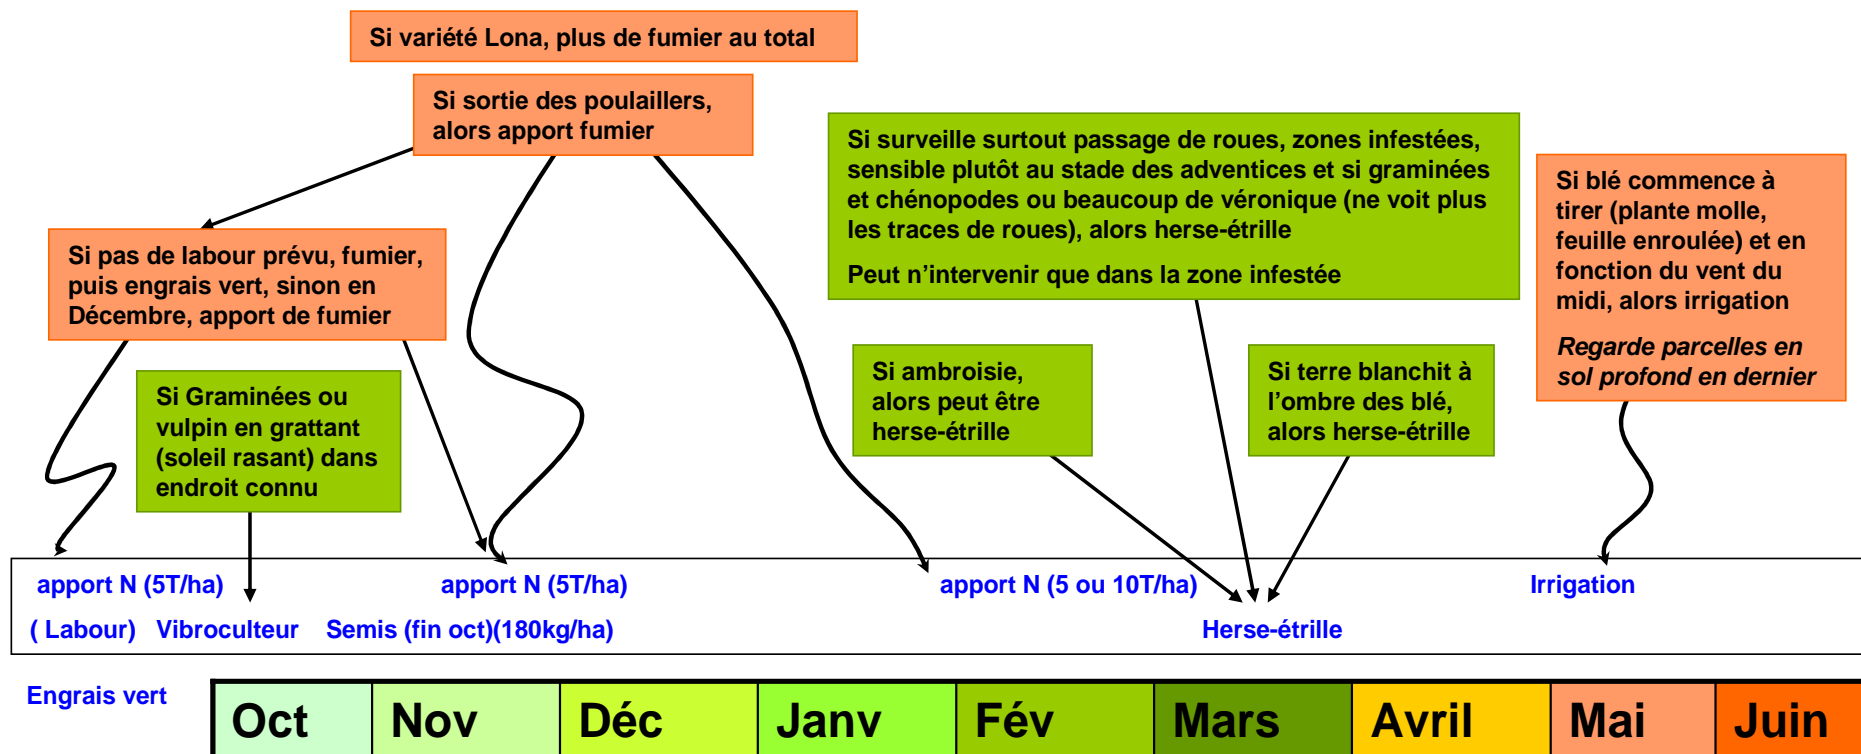 Si variété Lona, plus de fumier au total
Si sortie des poulaillers,
alors apport fumier
Si surveille surtout passage de roues, zones infestées,
sensible plutôt au stade des adventices et si graminées
et chénopodes ou beaucoup de véronique (ne voit plus
les traces de roues), alors herse-étrille
Peut n’intervenir que dans la zone infestée
Si blé commence à
tirer (plante molle,
feuille enroulée) et en
fonction du vent du
midi, alors irrigation
Regarde parcelles en
sol profond en dernier
Si pas de labour prévu, fumier,
puis engrais vert, sinon en
Décembre, apport de fumier
Si Graminées ou
vulpin en grattant
(soleil rasant) dans
endroit connu
Si ambroisie,
alors peut être
herse-étrille
Si terre blanchit à
l’ombre des blé,
alors herse-étrille
apport N (5T/ha)
apport N (5T/ha)
apport N (5 ou 10T/ha)
Irrigation
( Labour)
Vibroculteur
Semis (fin oct)(180kg/ha)
Herse-étrille
Engrais vert
Oct
Nov
Déc
Janv
Fév
Mars
Avril
Mai
Juin